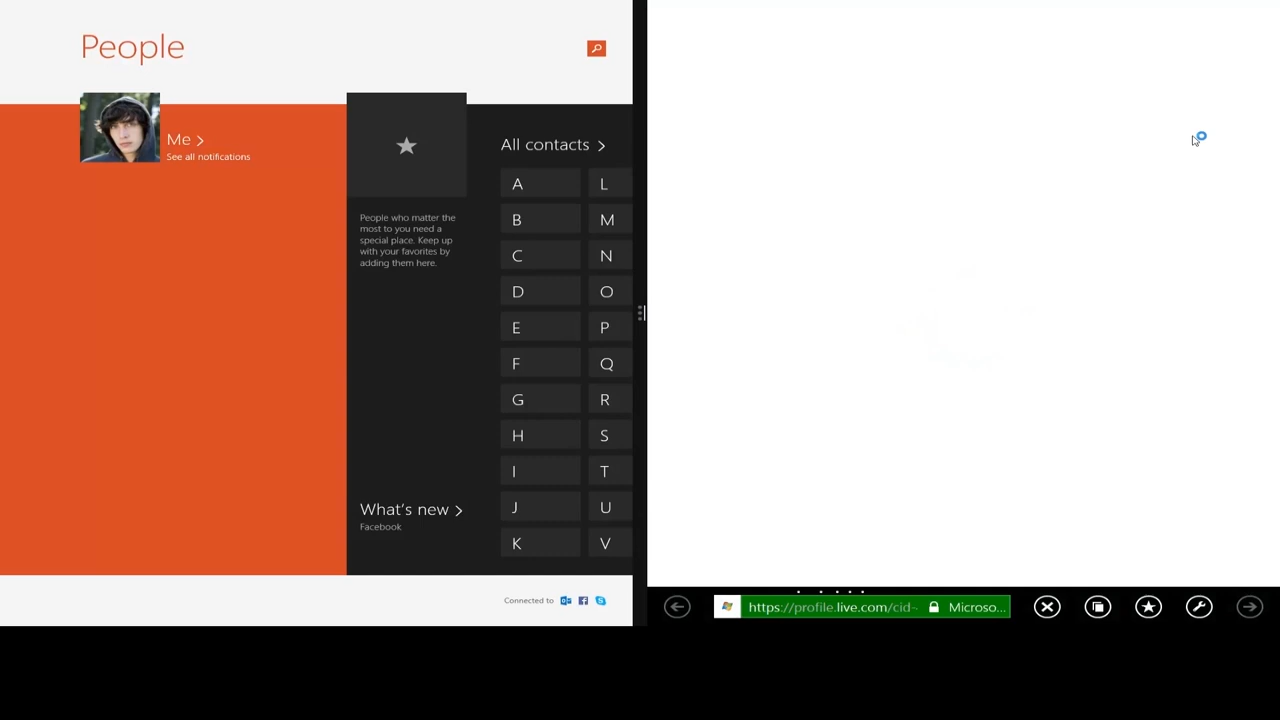 People
Me
See all notifications
People who matter the
most to you need a
special place. Keep up
with your favorites by
adding them here.
What's new
Facebook
All contacts
A
B
C
D
E
F
G
H
I
J
K
L
M
N
O
P
Q
R
S
T
U
V
Connected to
https://profile.live.com/cid- Microso...